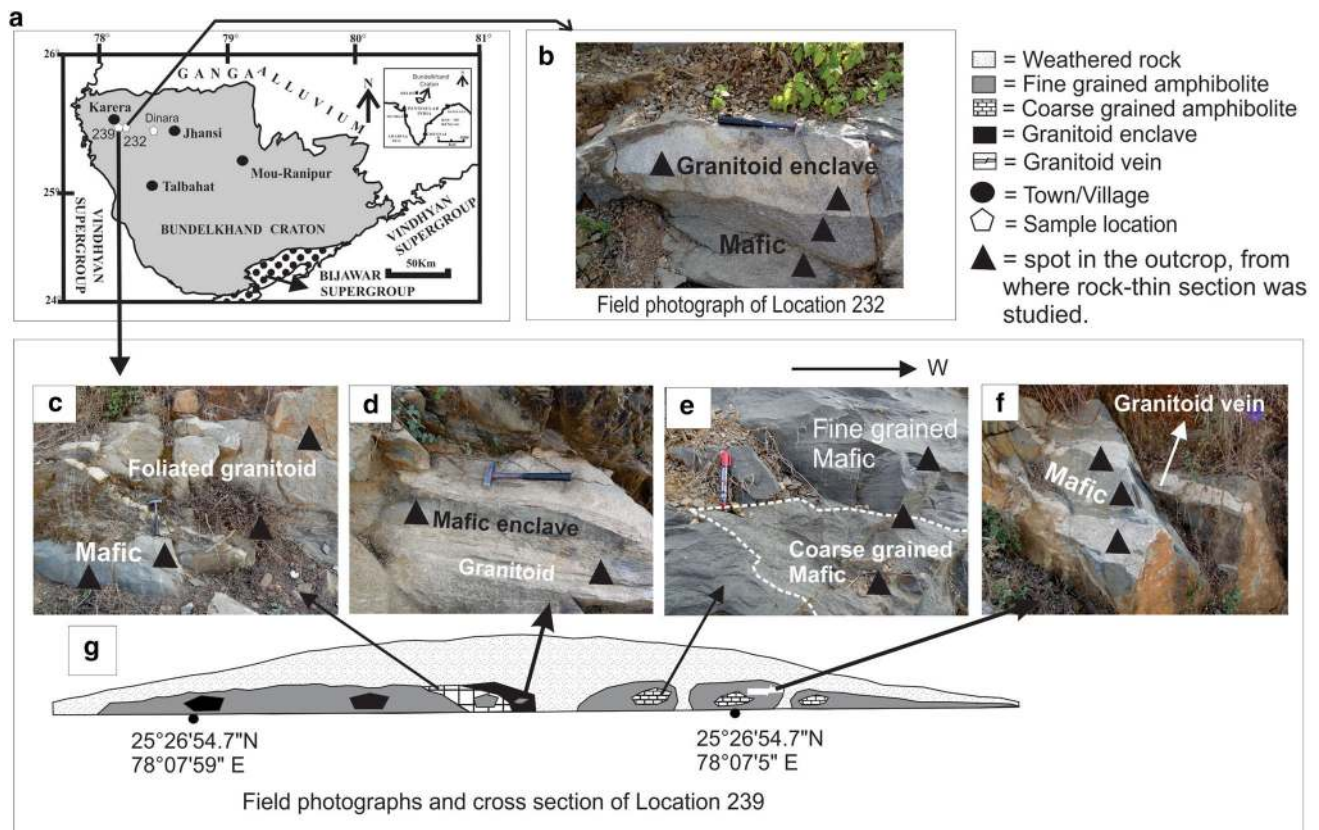 a
78°
79°
80°
81°
26°
25°
24°
GANGA ALLUVIUM
N
Bundelkhand
Craton
Karera
Dinara
239
232
Jhansi
Mou-Ranipur
Talbahat
BUNDELKHAND CRATON
VINDHYAN
SUPERGROUP
VINDHYAN
SUPERGROUP
50Km
BIJAWAR
SUPERGROUP
b
Granitoid enclave
Mafic
Field photograph of Location 232
= Weathered rock
= Fine grained amphibolite
= Coarse grained amphibolite
= Granitoid enclave
= Granitoid vein
= Town/Village
= Sample location
= spot in the outcrop, from
where rock-thin section was
studied.
W
c
Foliated granitoid
Mafic
d
Mafic enclave
Granitoid
e
Fine grained
Mafic
Coarse grained
Mafic
f
Granitoid vein
Mafic
g
25°26'54.7"N
78°07'59" E
25°26'54.7"N
78°07'5" E
Field photographs and cross section of Location 239